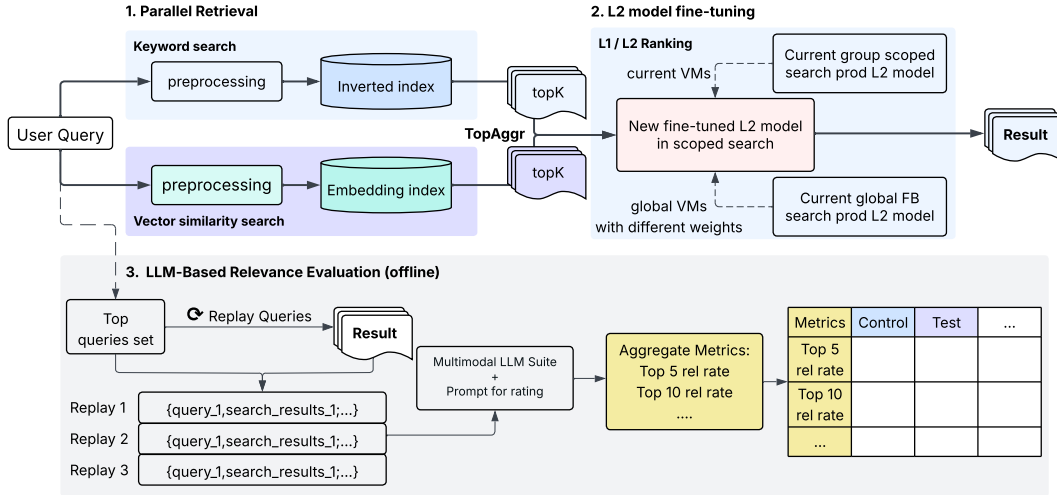 1. Parallel Retrieval
2. L2 model fine-tuning
Keyword search
preprocessing
Inverted index
topK
L1 / L2 Ranking
current VMs
Current group scoped
search prod L2 model
User Query
TopAggr
New fine-tuned L2 model
in scoped search
Result
preprocessing
Embedding index
topK
Vector similarity search
global VMs
with different weights
Current global FB
search prod L2 model
3. LLM-Based Relevance Evaluation (offline)
Top
queries set
⟳ Replay Queries
Result
Replay 1
{query_1,search_results_1;...}
Replay 2
{query_1,search_results_1;...}
Replay 3
{query_1,search_results_1;...}
Multimodal LLM Suite
+
Prompt for rating
Aggregate Metrics:
Top 5 rel rate
Top 10 rel rate
....
Metrics Control Test ...
Top 5
rel rate
Top 10
rel rate
...